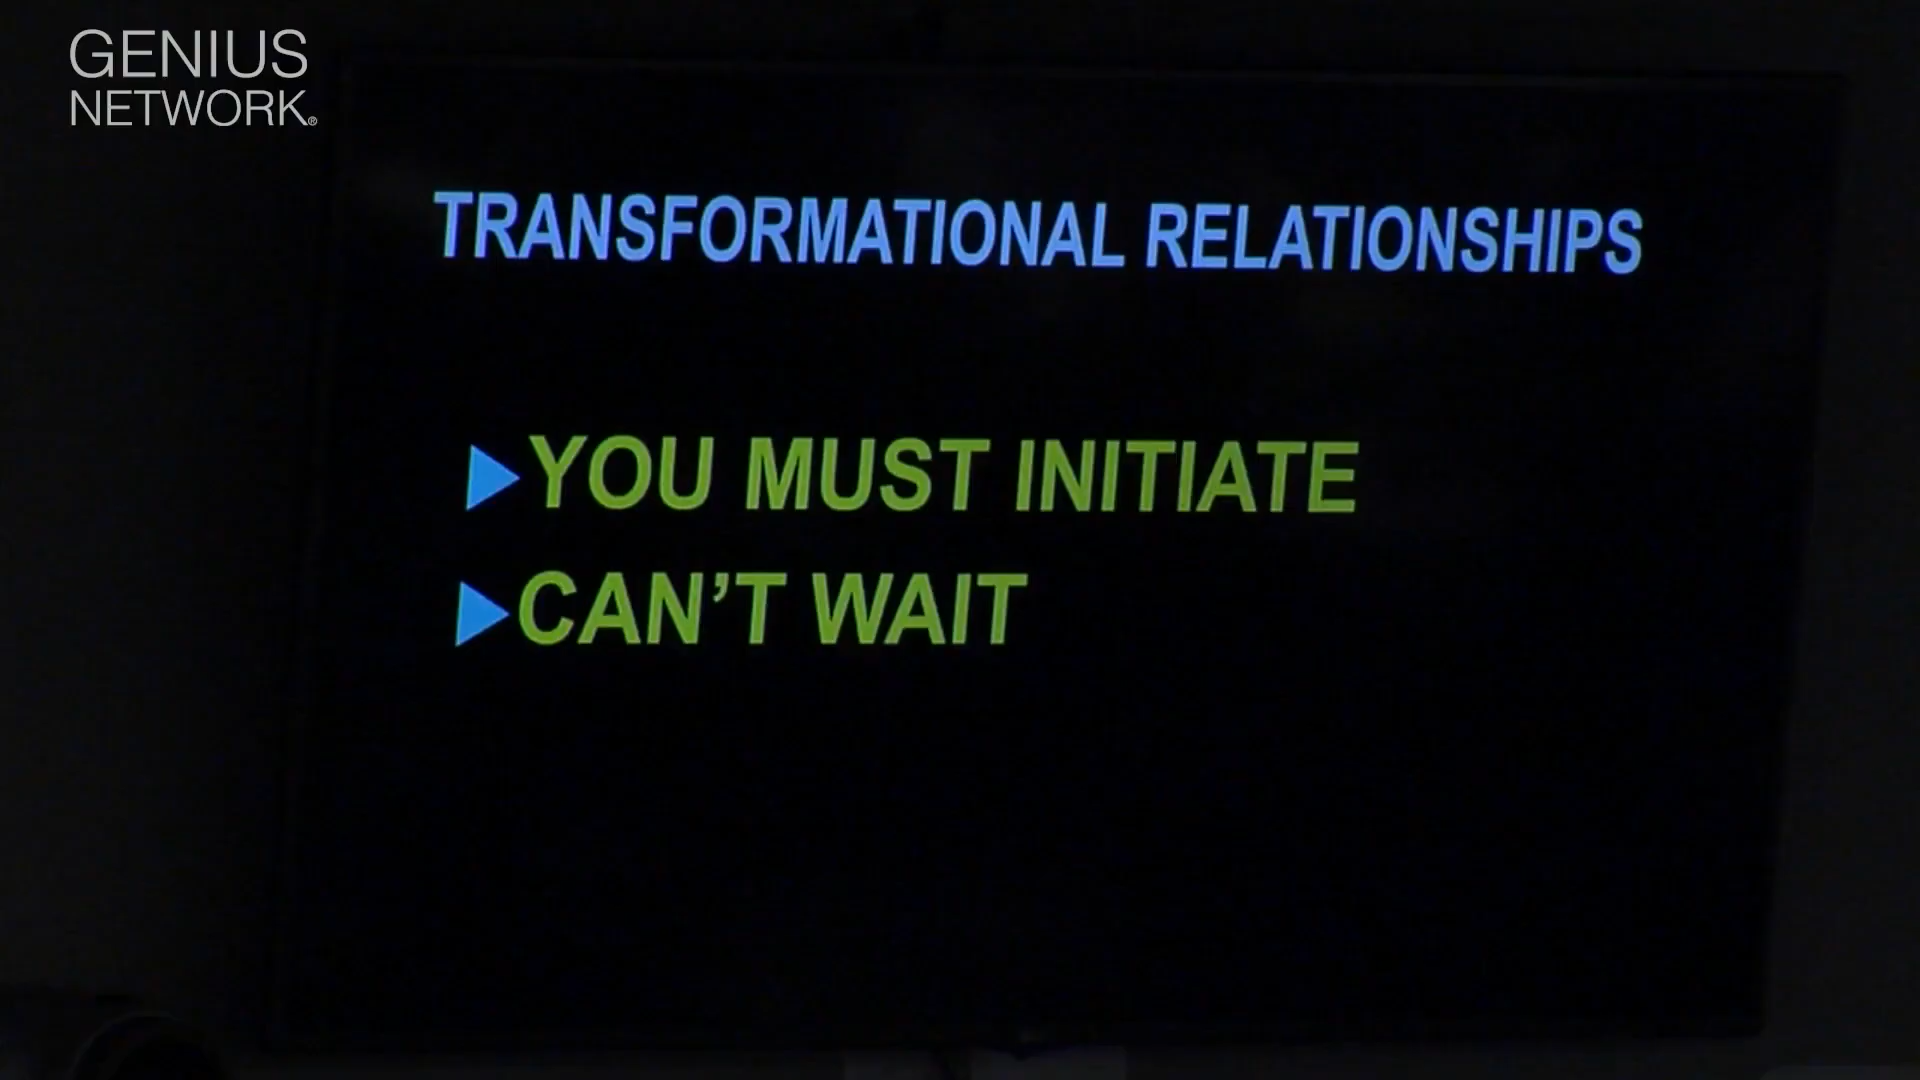 GENIUS
NETWORK®
TRANSFORMATIONAL RELATIONSHIPS
YOU MUST INITIATE
CAN’T WAIT